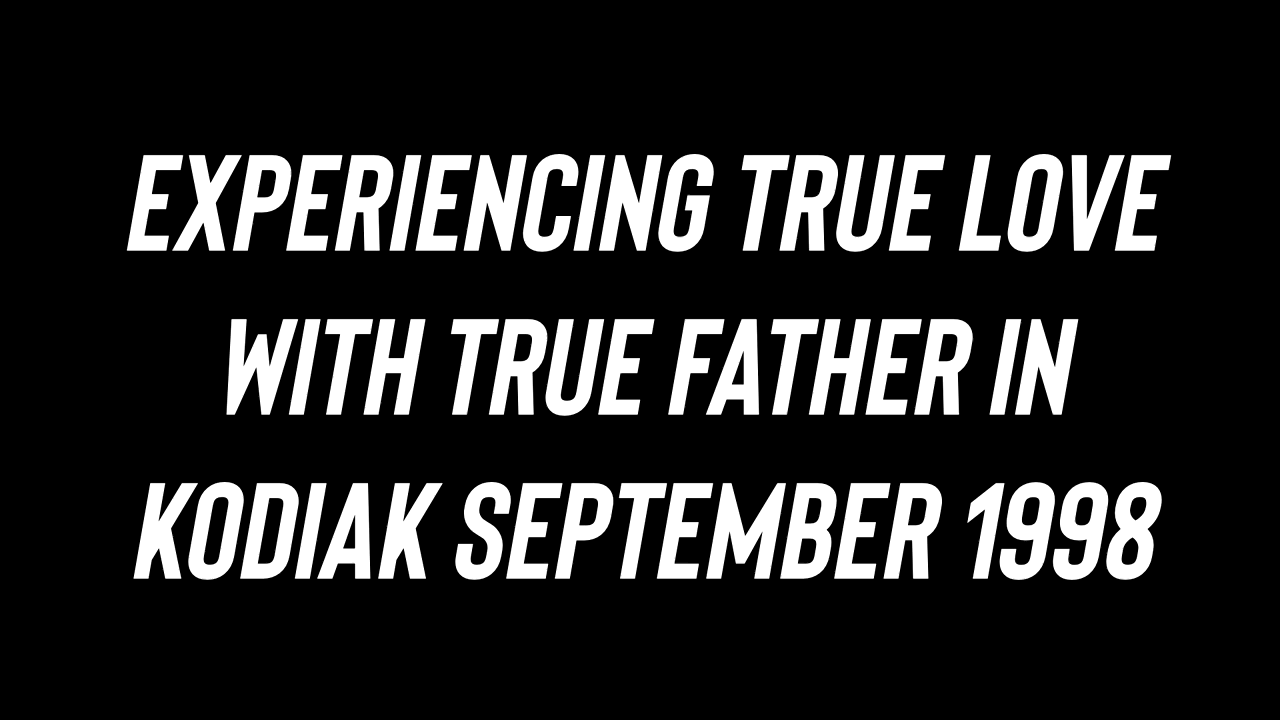 EXPERIENCING TRUE LOVE
WITH TRUE FATHER IN
KODIAK SEPTEMBER 1998